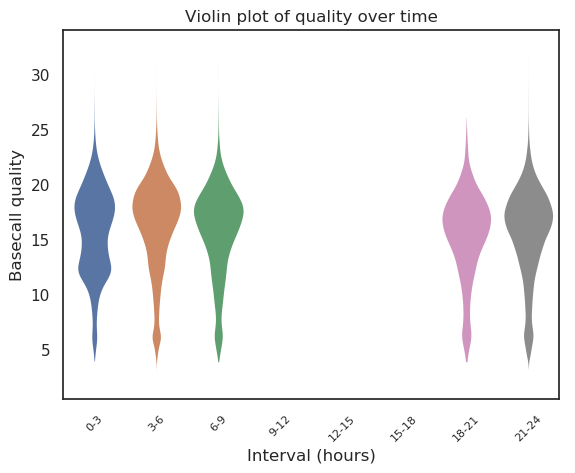 Violin plot of quality over time
Basecall quality
30
25
20
15
10
5
0-3 3-6 6-9 9-12 12-15 15-18 18-21 21-24
Interval (hours)